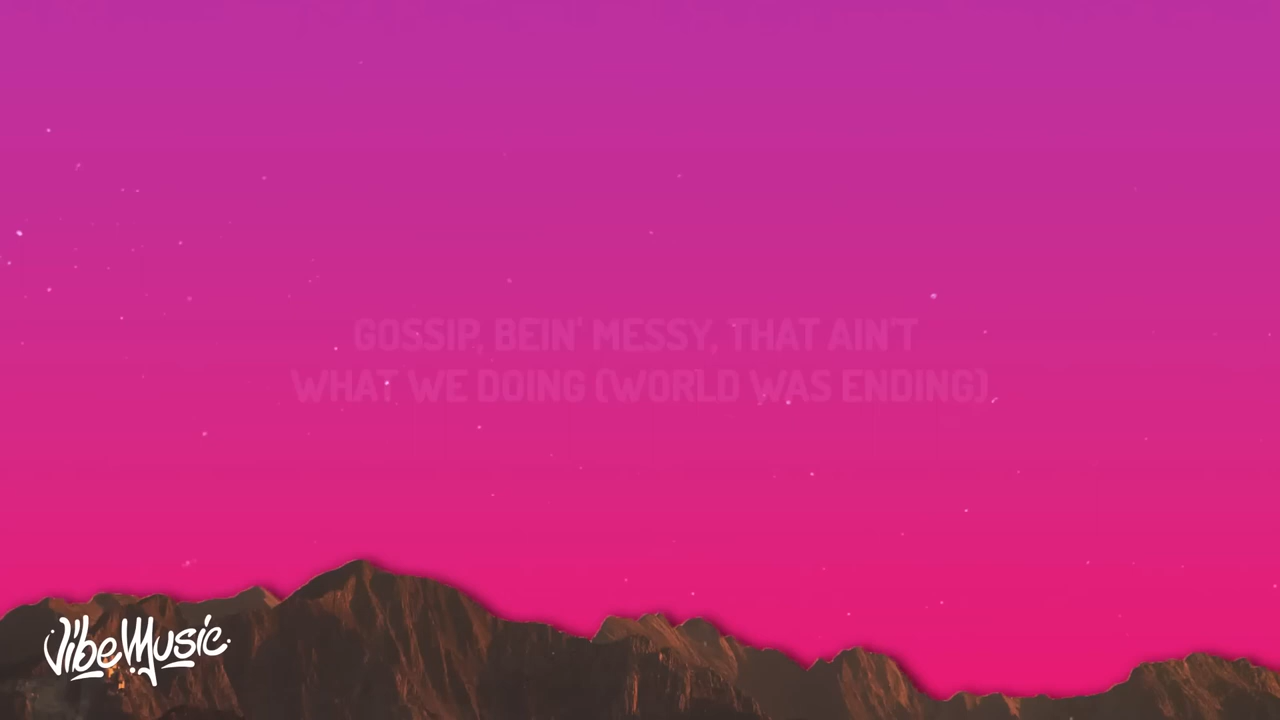 GOSSIP, BEIN' MESSY, THAT AIN'T
WHAT WE DOING (WORLD WAS ENDING)
VibeMusic